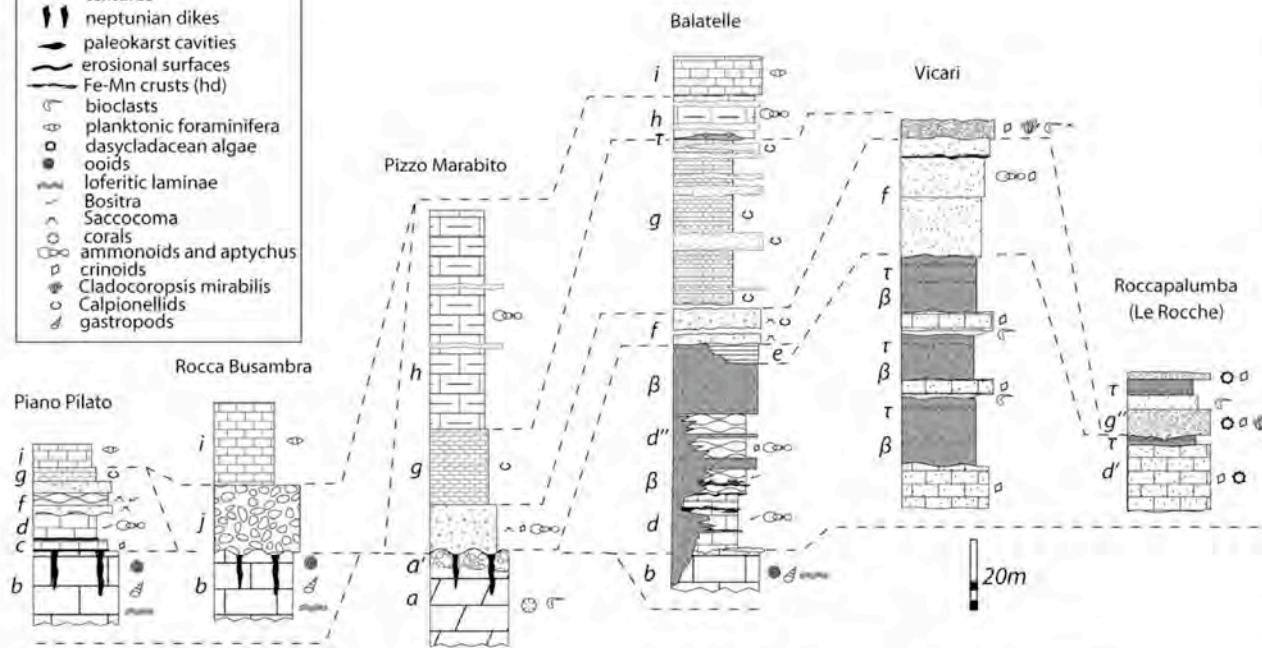 neptunian dikes
paleokarst cavities
erosional surfaces
Fe-Mn crusts (hd)
bioclasts
planktonic foraminifera
dasycladacean algae
ooids
loferitic laminae
Bositra
Saccocoma
corals
ammonoids and aptychus
crinoids
Cladocoropsis mirabilis
Calpionellids
gastropods
Piano Pilato
i
g
f
d
c
b
Rocca Busambra
i
j
b
Pizzo Marabito
h
g
a'
a
Balatelle
i
h
τ
g
f
e
β
d''
β
d
b
Vicari
f
τ
β
τ
β
τ
β
Roccapalumba
(Le Rocche)
τ
g''
τ
d'
20m